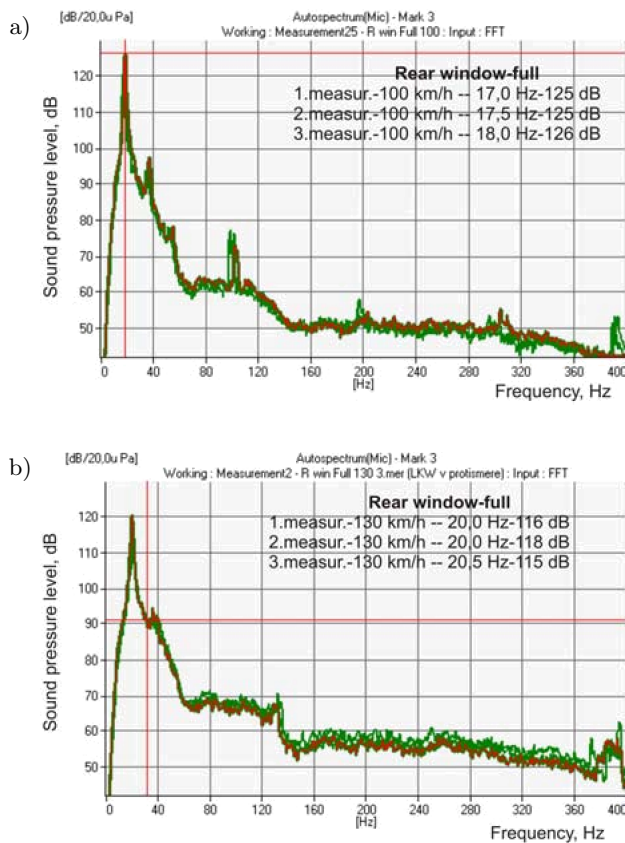 a)
[dB/20,0u Pa]
Autospectrum(Mic) - Mark 3
Working : Measurement25 - R win Full 100 : Input : FFT
Sound pressure level, dB
120
110
100
90
80
70
60
50
Rear window-full
1.measur.-100 km/h -- 17,0 Hz-125 dB
2.measur.-100 km/h -- 17,5 Hz-125 dB
3.measur.-100 km/h -- 18,0 Hz-126 dB
0 40 80 120 160 200 240 280 320 360 400
[Hz]
Frequency, Hz
b)
[dB/20,0u Pa]
Autospectrum(Mic) - Mark 3
Working : Measurement2 - R win Full 130 3.mer (LKW v protismere) : Input : FFT
Sound pressure level, dB
120
110
100
90
80
70
60
50
Rear window-full
1.measur.-130 km/h -- 20,0 Hz-116 dB
2.measur.-130 km/h -- 20,0 Hz-118 dB
3.measur.-130 km/h -- 20,5 Hz-115 dB
0 40 80 120 160 200 240 280 320 360 400
[Hz]
Frequency, Hz